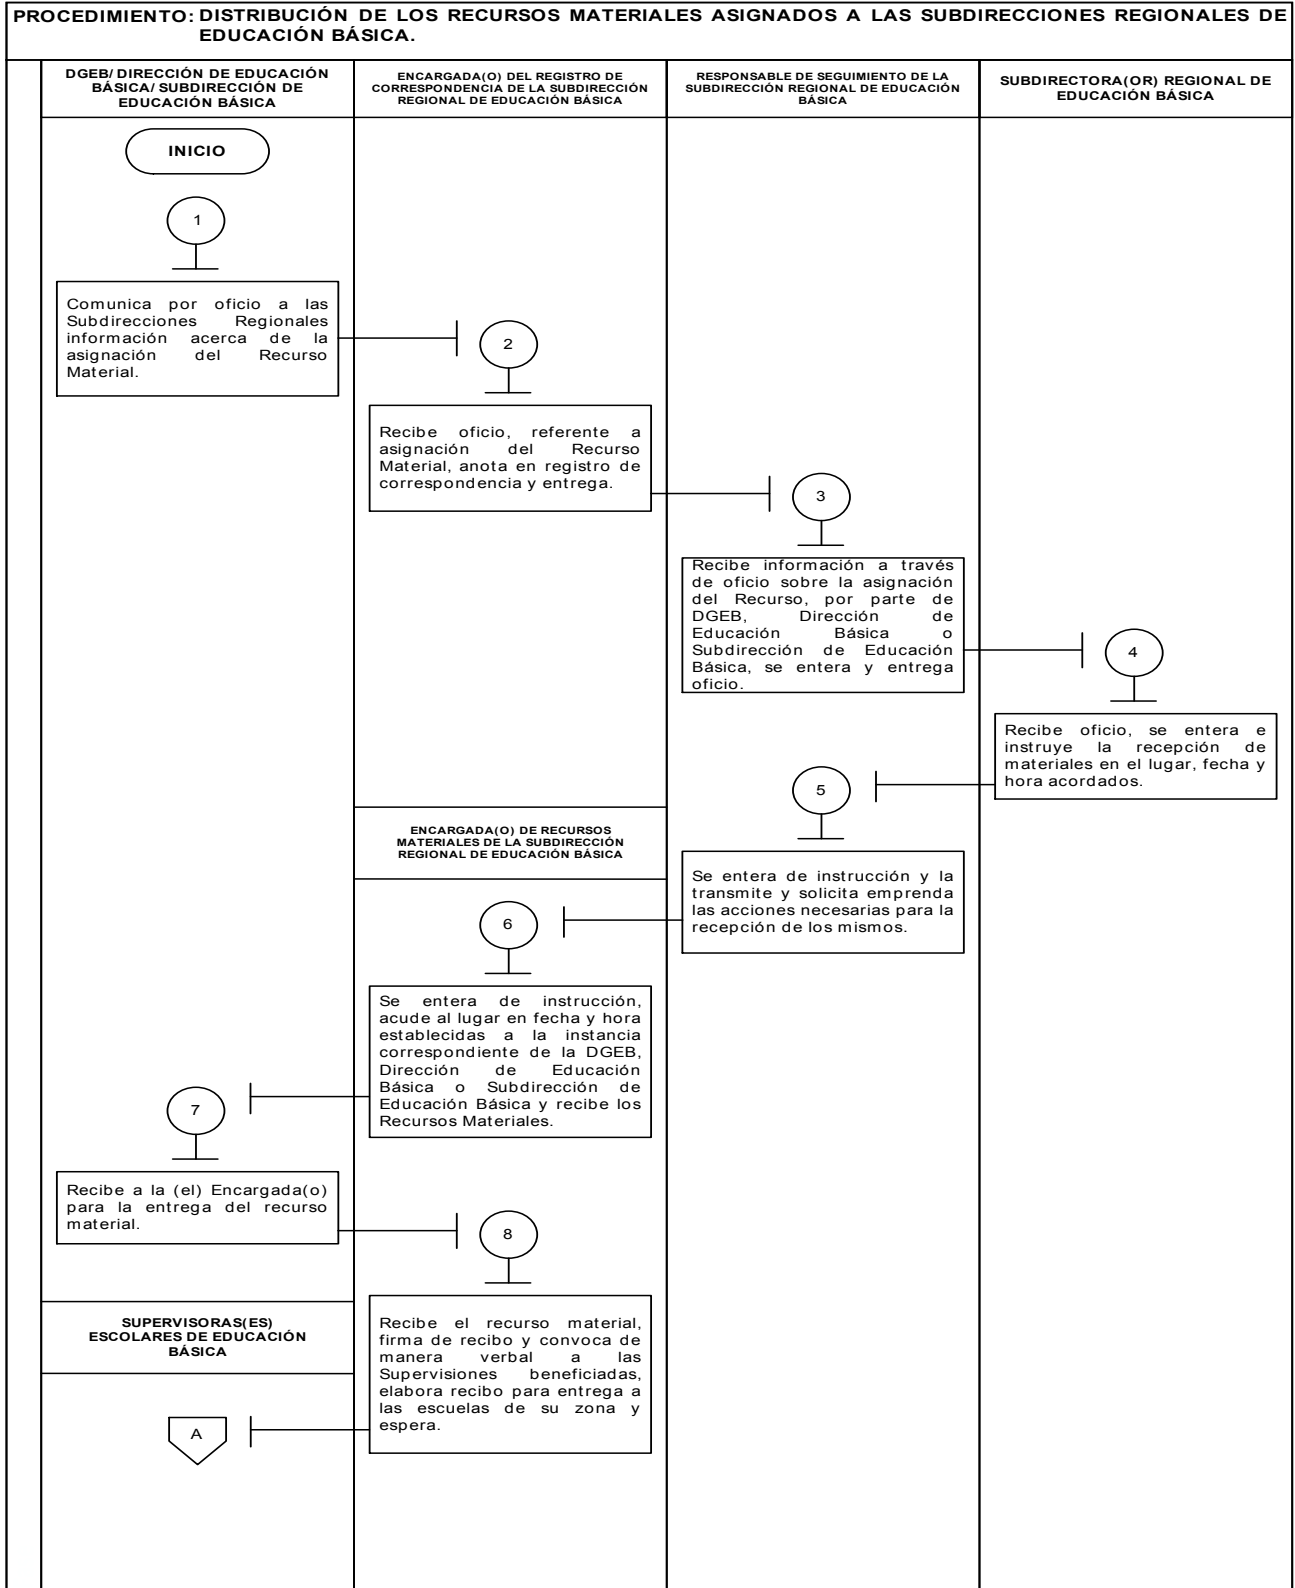 PROCEDIMIENTO: DISTRIBUCIÓN DE LOS RECURSOS MATERIALES ASIGNADOS A LAS SUBDIRECCIONES REGIONALES DE
EDUCACIÓN BÁSICA.
DGEB/ DIRECCIÓN DE EDUCACIÓN
BÁSICA/ SUBDIRECCIÓN DE
EDUCACIÓN BÁSICA
ENCARGADA(O) DEL REGISTRO DE
CORRESPONDENCIA DE LA SUBDIRECCIÓN
REGIONAL DE EDUCACIÓN BÁSICA
RESPONSABLE DE SEGUIMIENTO DE LA
SUBDIRECCIÓN REGIONAL DE EDUCACIÓN
BÁSICA
SUBDIRECTORA(OR) REGIONAL DE
EDUCACIÓN BÁSICA
INICIO
1
Comunica por oficio a las
Subdirecciones Regionales
información acerca de la
asignación del Recurso
Material.
2
Recibe oficio, referente a
asignación del Recurso
Material, anota en registro de
correspondencia y entrega.
3
Recibe información a través
de oficio sobre la asignación
del Recurso, por parte de
DGEB, Dirección de
Educación Básica o
Subdirección de Educación
Básica, se entera y entrega
oficio.
4
Recibe oficio, se entera e
instruye la recepción de
materiales en el lugar, fecha y
hora acordados.
5
Se entera de instrucción y la
transmite y solicita emprenda
las acciones necesarias para la
recepción de los mismos.
ENCARGADA(O) DE RECURSOS
MATERIALES DE LA SUBDIRECCIÓN
REGIONAL DE EDUCACIÓN BÁSICA
6
Se entera de instrucción,
acude al lugar en fecha y hora
establecidas a la instancia
correspondiente de la DGEB,
Dirección de Educación
Básica o Subdirección de
Educación Básica y recibe los
Recursos Materiales.
7
Recibe a la (el) Encargada(o)
para la entrega del recurso
material.
8
Recibe el recurso material,
firma de recibo y convoca de
manera verbal a las
Supervisiones beneficiadas,
elabora recibo para entrega a
las escuelas de su zona y
espera.
SUPERVISORAS(ES)
ESCOLARES DE EDUCACIÓN
BÁSICA
A